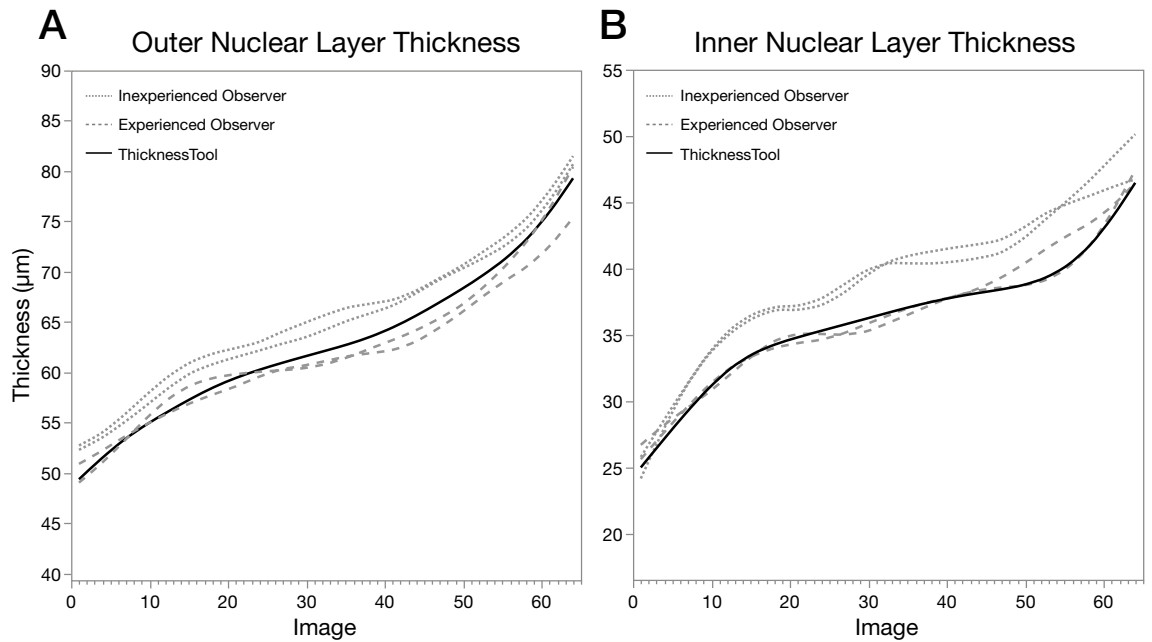 A
Outer Nuclear Layer Thickness
90
85
80
75
70
65
60
55
50
45
40
Thickness (µm)
Inexperienced Observer
Experienced Observer
ThicknessTool
0 10 20 30 40 50 60
Image
B
Inner Nuclear Layer Thickness
55
50
45
40
35
30
25
20
Inexperienced Observer
Experienced Observer
ThicknessTool
0 10 20 30 40 50 60
Image